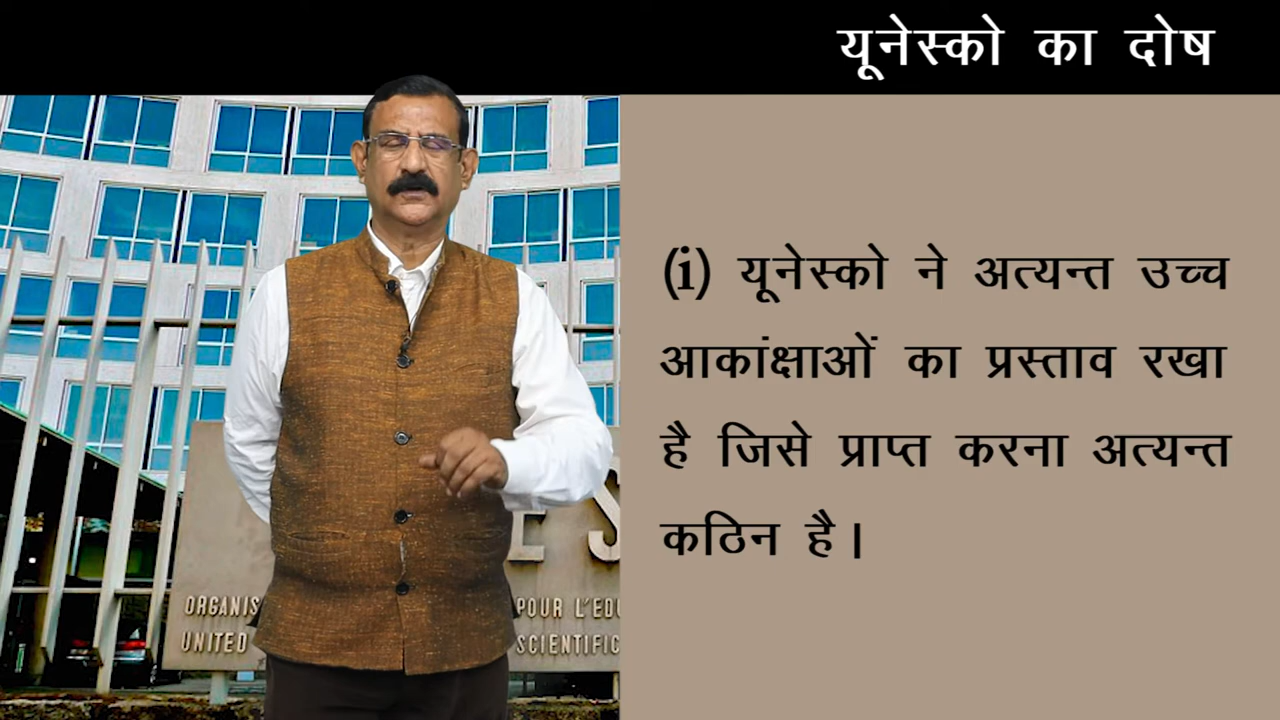 यूनेस्को का दोष
(i) यूनेस्को ने अत्यन्त उच्च
आकांक्षाओं का प्रस्ताव रखा
है जिसे प्राप्त करना अत्यन्त
कठिन है।
E S
ORGANIS POUR L'EDU
UNITED SCIENTIFIC